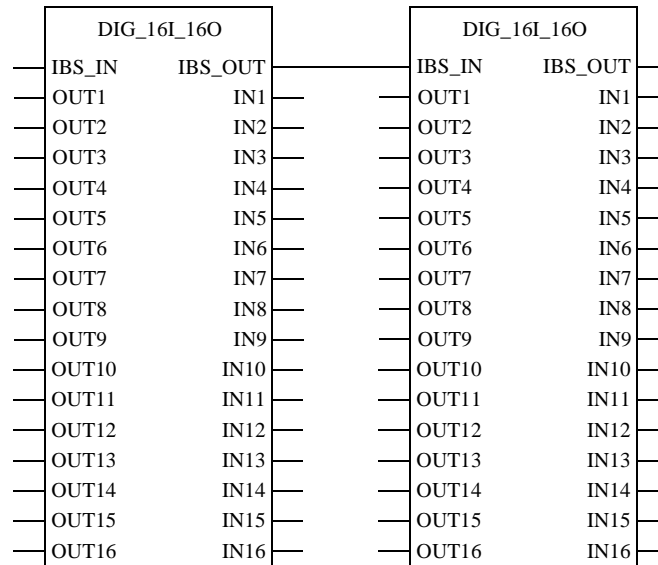 DIG_16I_16O DIG_16I_16O
IBS_IN IBS_OUT IBS_IN IBS_OUT
OUT1 IN1 OUT1 IN1
OUT2 IN2 OUT2 IN2
OUT3 IN3 OUT3 IN3
OUT4 IN4 OUT4 IN4
OUT5 IN5 OUT5 IN5
OUT6 IN6 OUT6 IN6
OUT7 IN7 OUT7 IN7
OUT8 IN8 OUT8 IN8
OUT9 IN9 OUT9 IN9
OUT10 IN10 OUT10 IN10
OUT11 IN11 OUT11 IN11
OUT12 IN12 OUT12 IN12
OUT13 IN13 OUT13 IN13
OUT14 IN14 OUT14 IN14
OUT15 IN15 OUT15 IN15
OUT16 IN16 OUT16 IN16